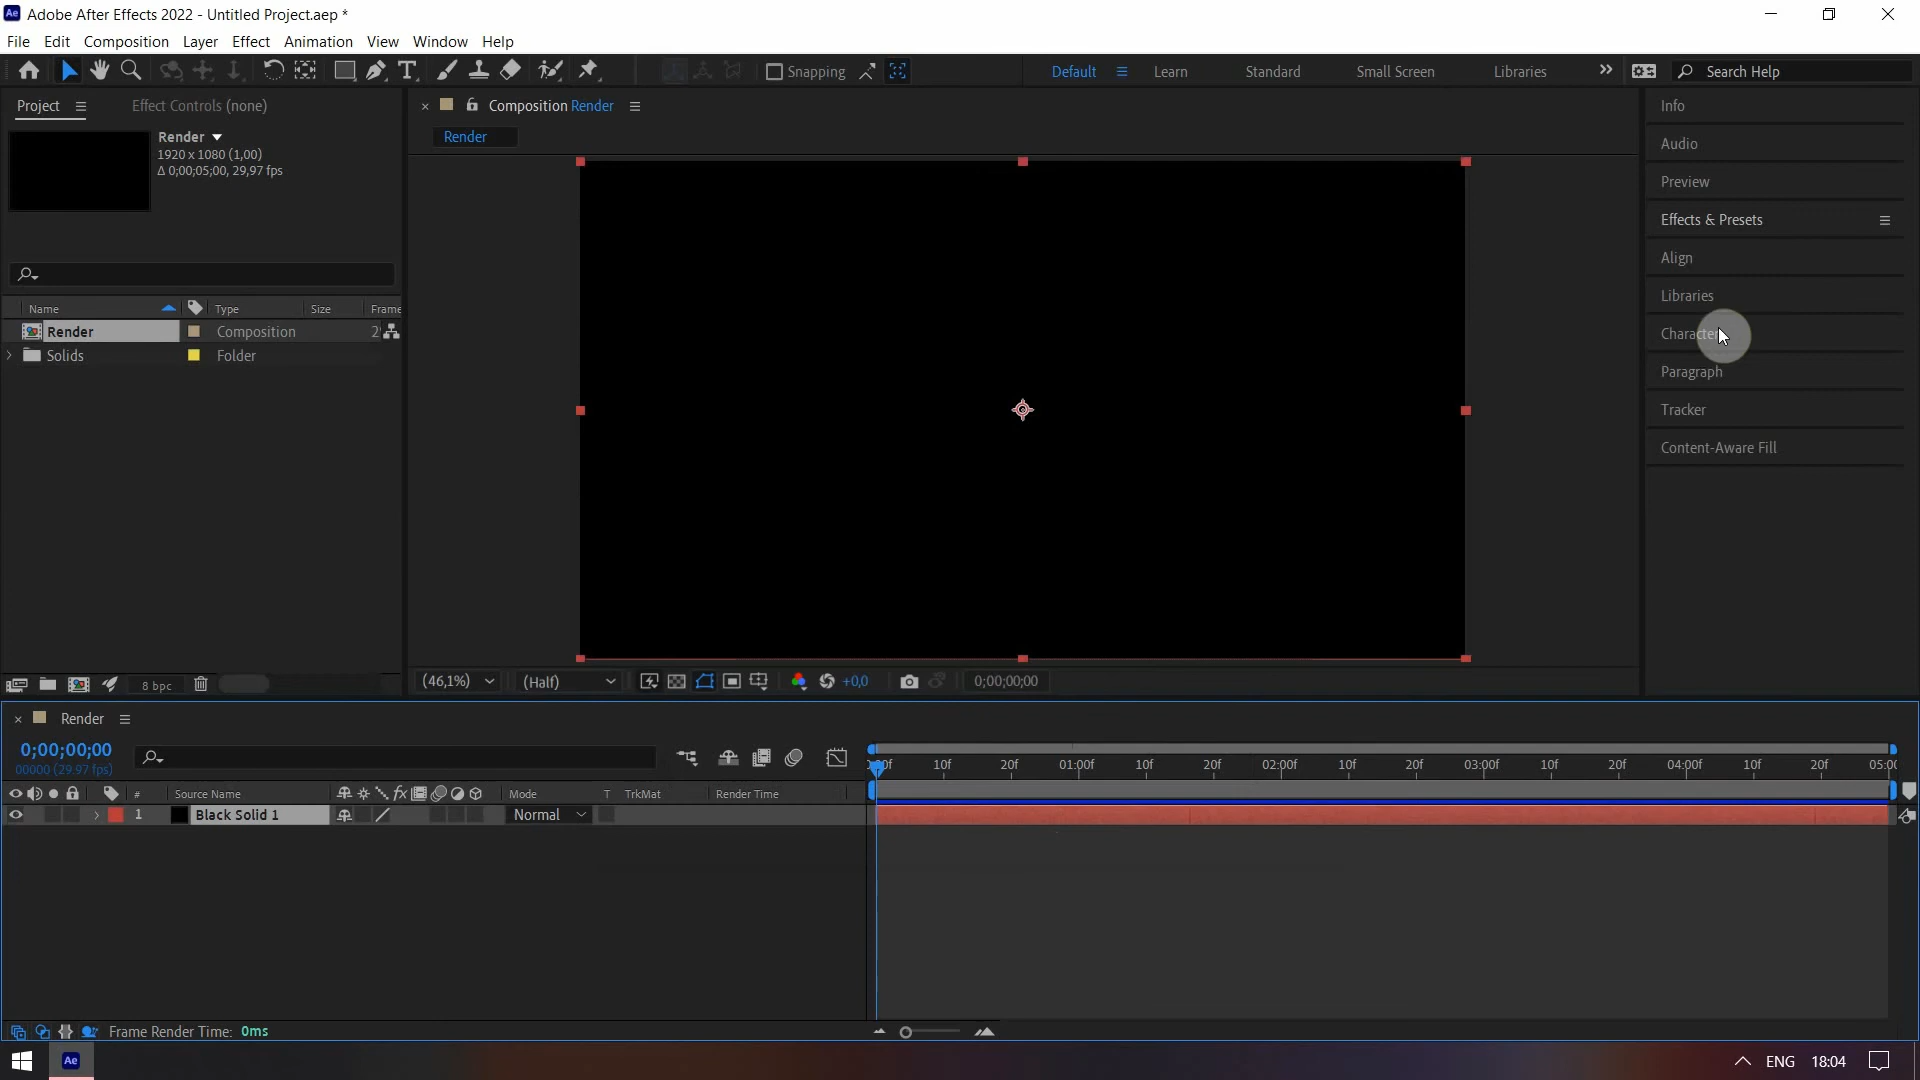 Adobe After Effects 2022 - Untitled Project.aep *
File Edit Composition Layer Effect Animation View Window Help
Snapping
Default Learn Standard Small Screen Libraries
Search Help
Project Effect Controls (none)
Composition Render
Render
Render
1920 x 1080 (1,00)
Δ 0;00;05;00, 29,97 fps
Name Type Size Frame
Render Composition 2
Solids Folder
8 bpc
(46,1%) (Half) +0,0 0;00;00;00
Info
Audio
Preview
Effects & Presets
Align
Libraries
Character
Paragraph
Tracker
Content-Aware Fill
Render
0;00;00;00
00000 (29.97 fps)
10f 20f 01:00f 10f 20f 02:00f 10f 20f 03:00f 10f 20f 04:00f 10f 20f 05:00
# Source Name Mode T TrkMat Render Time
1 Black Solid 1 Normal
Frame Render Time: 0ms
Ae ENG 18:04